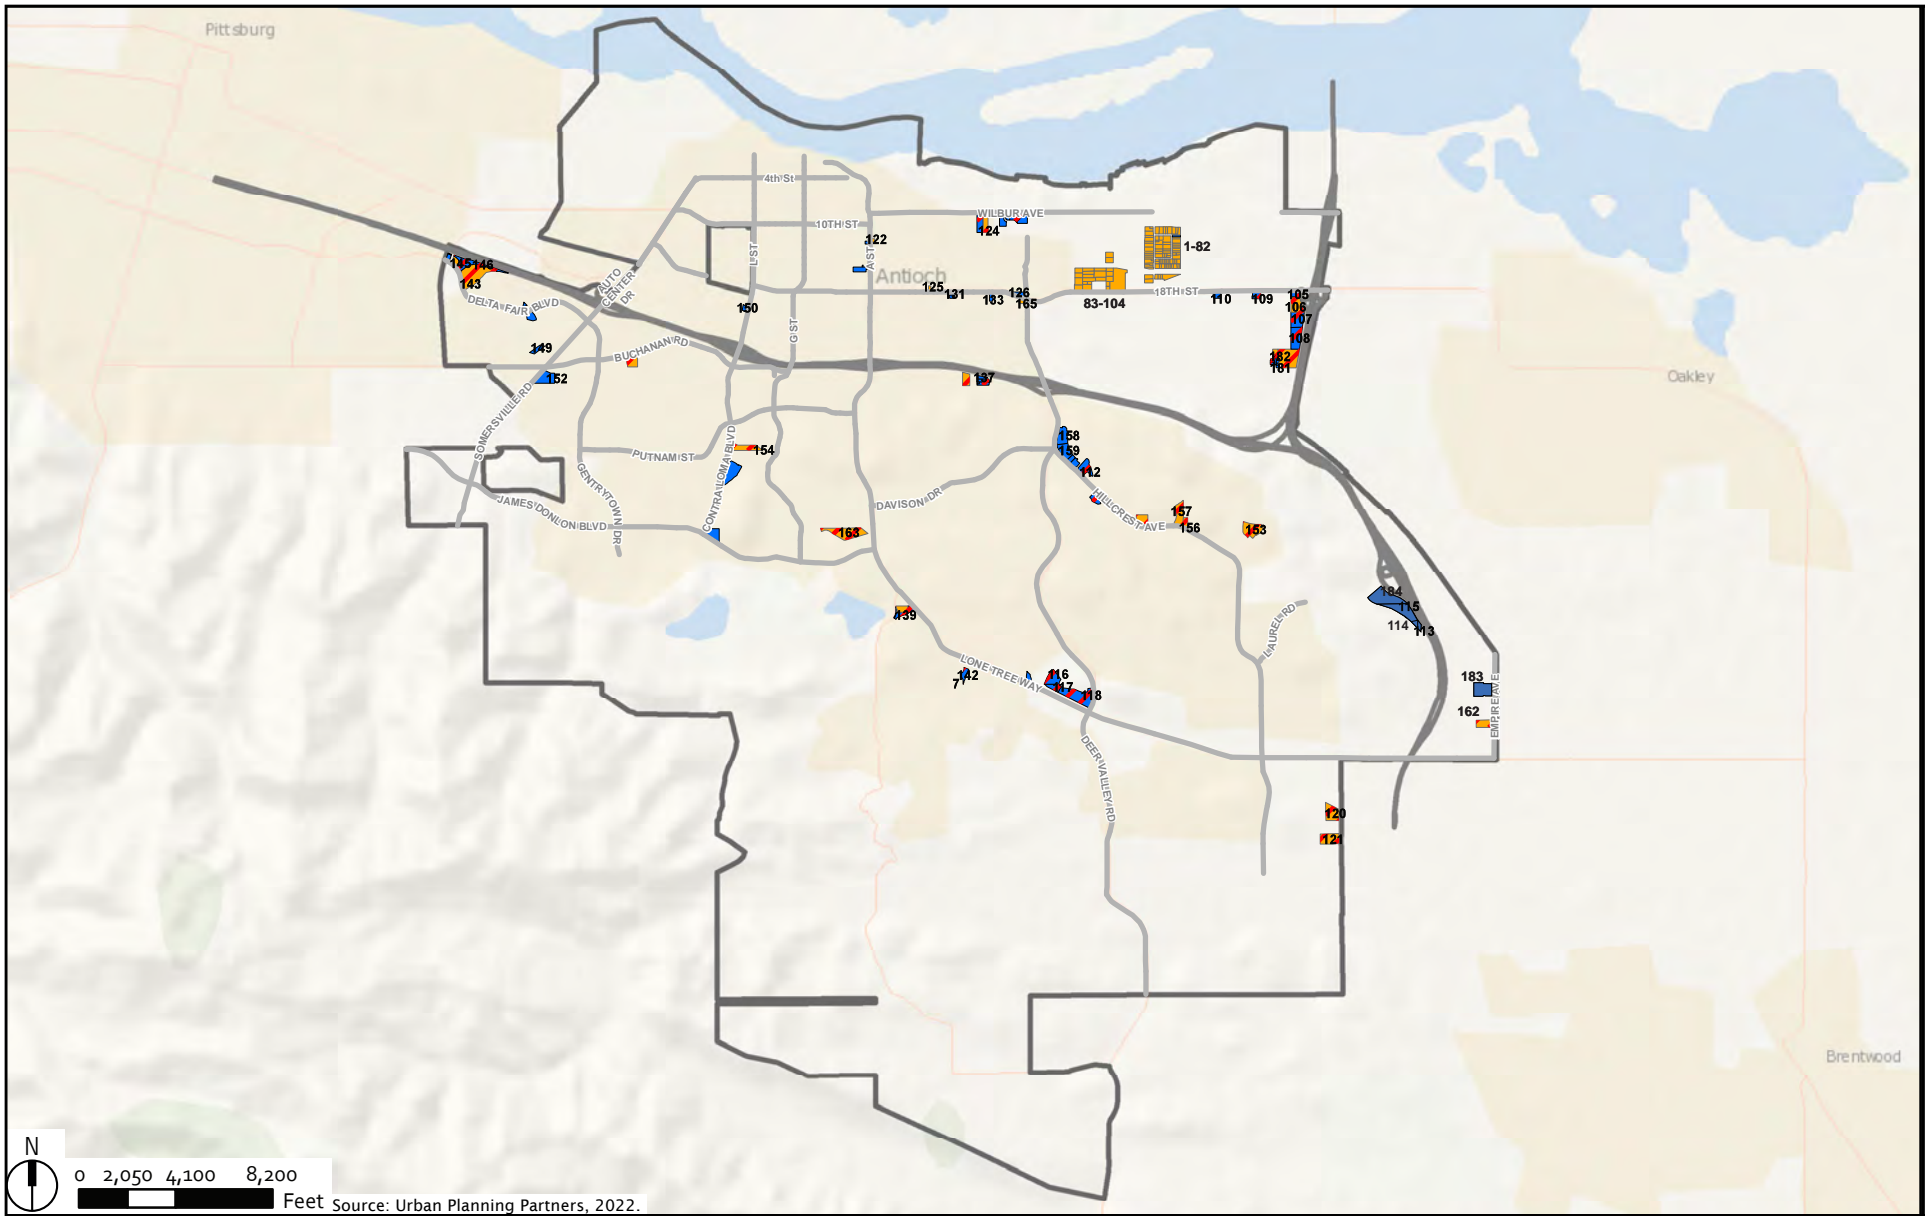 Pittsburg
4th St
WILBUR AVE
10TH ST
124
122
1-82
L ST
A ST
Antioch
145
146
143
AUTO
CENTER
DR
125
131
133
126
165
83-104
18TH ST
110
109
105
106
107
108
DELTA FAIR BLVD
150
G ST
149
BUCHANAN RD
182
181
152
137
Oakley
SOMERSVILLE RD
158
159
112
PUTNAM ST
154
CONTRA LOMA BLVD
GENTRYTOWN DR
JAMES DONLON BLVD
DAVISON DR
HILLCREST AVE
157
156
153
163
184
115
114
113
139
LAUREL RD
LONE TREE WAY
142
7
116
117
118
183
162
EMPIRE AVE
DEER VALLEY RD
120
121
Brentwood
N
0 2,050 4,100 8,200
Feet
Source: Urban Planning Partners, 2022.